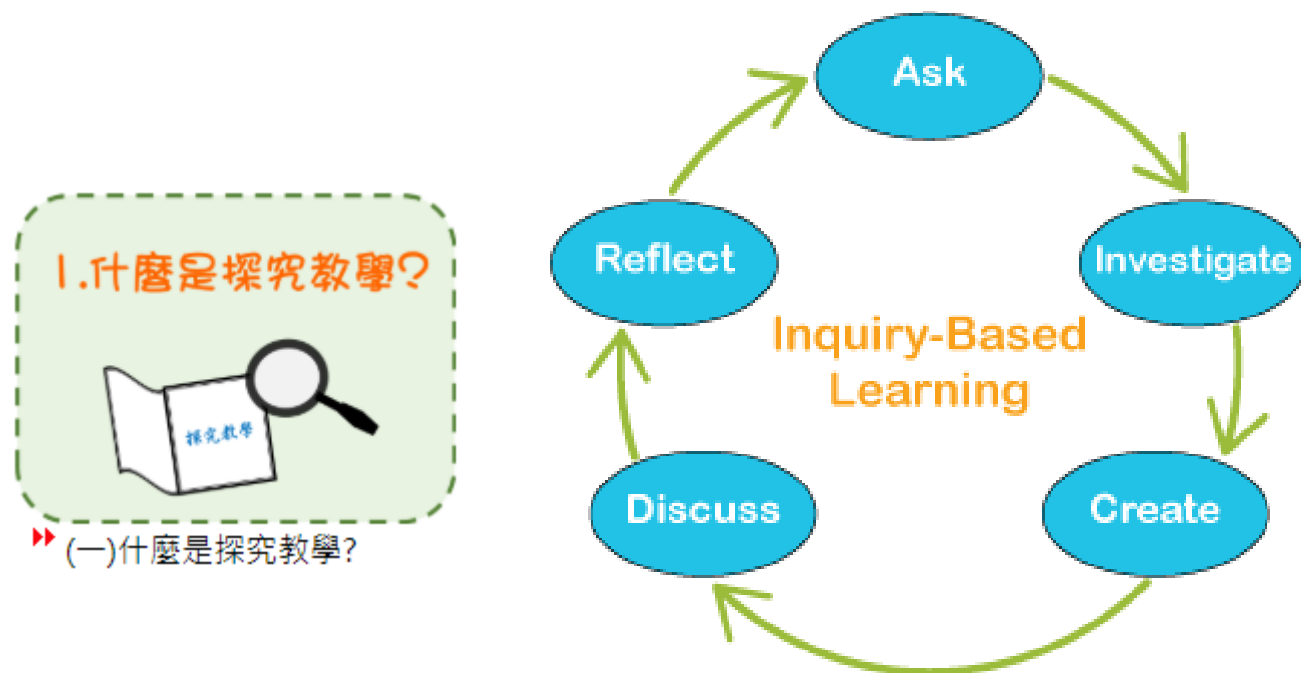 1.什麼是探究教學?
探究教學
(一)什麼是探究教學?
Ask
Investigate
Create
Discuss
Reflect
Inquiry-Based
Learning